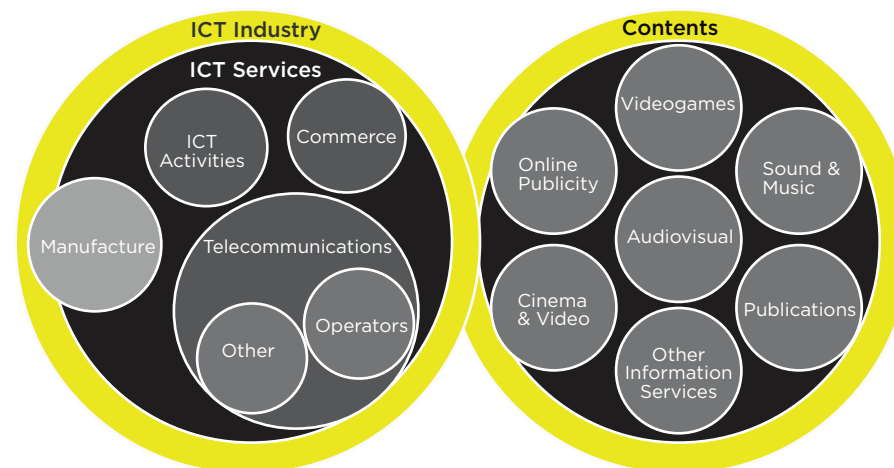 ICT Industry
ICT Services
ICT
Activities
Commerce
Manufacture
Telecommunications
Operators
Other
Contents
Videogames
Online
Publicity
Sound &
Music
Audiovisual
Cinema
& Video
Publications
Other
Information
Services